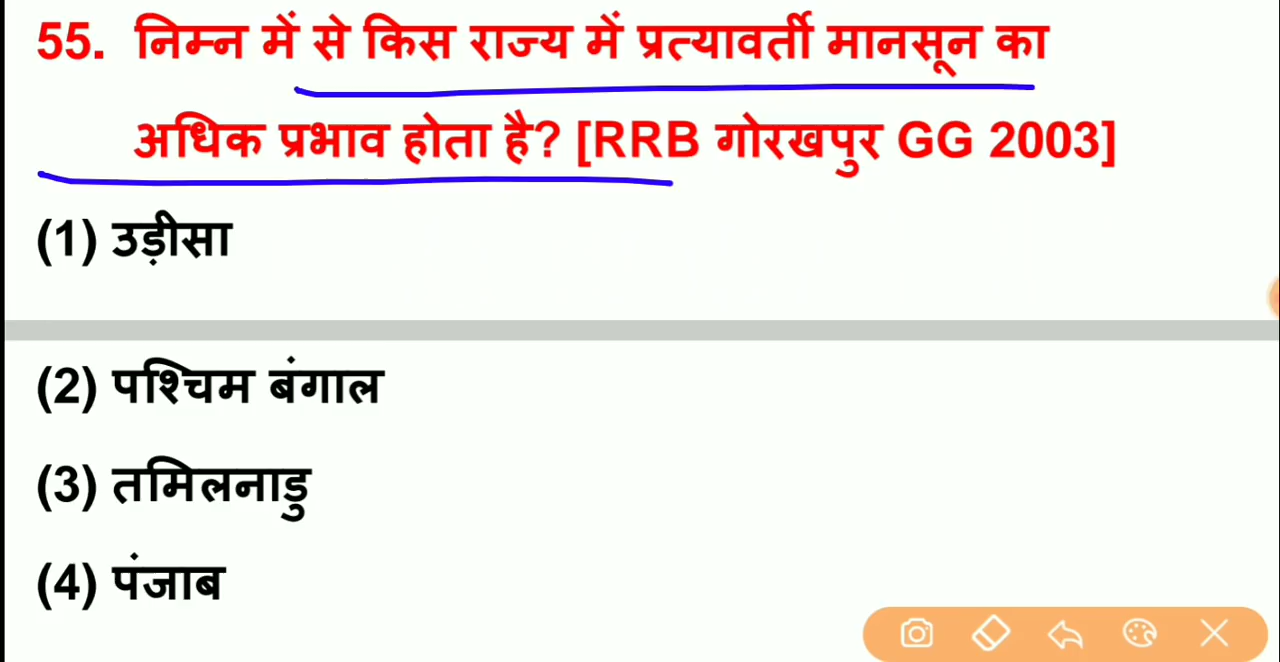 55. निम्न में से किस राज्य में प्रत्यावर्ती मानसून का
अधिक प्रभाव होता है? [RRB गोरखपुर GG 2003]
(1) उड़ीसा
(2) पश्चिम बंगाल
(3) तमिलनाडु
(4) पंजाब